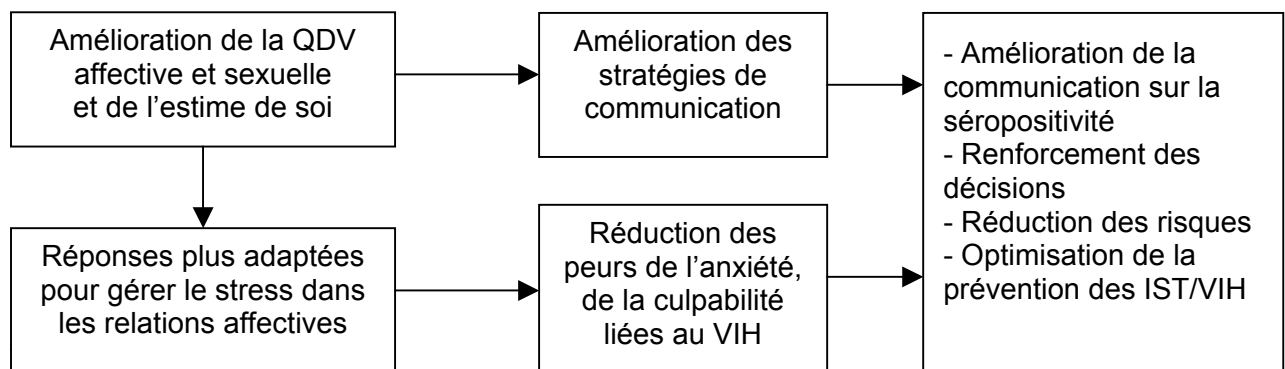 Amélioration de la QDV
affective et sexuelle
et de l’estime de soi
Amélioration des
stratégies de
communication
- Amélioration de la
communication sur la
séropositivité
- Renforcement des
décisions
- Réduction des risques
- Optimisation de la
prévention des IST/VIH
Réponses plus adaptées
pour gérer le stress dans
les relations affectives
Réduction des
peurs de l’anxiété,
de la culpabilité
liées au VIH